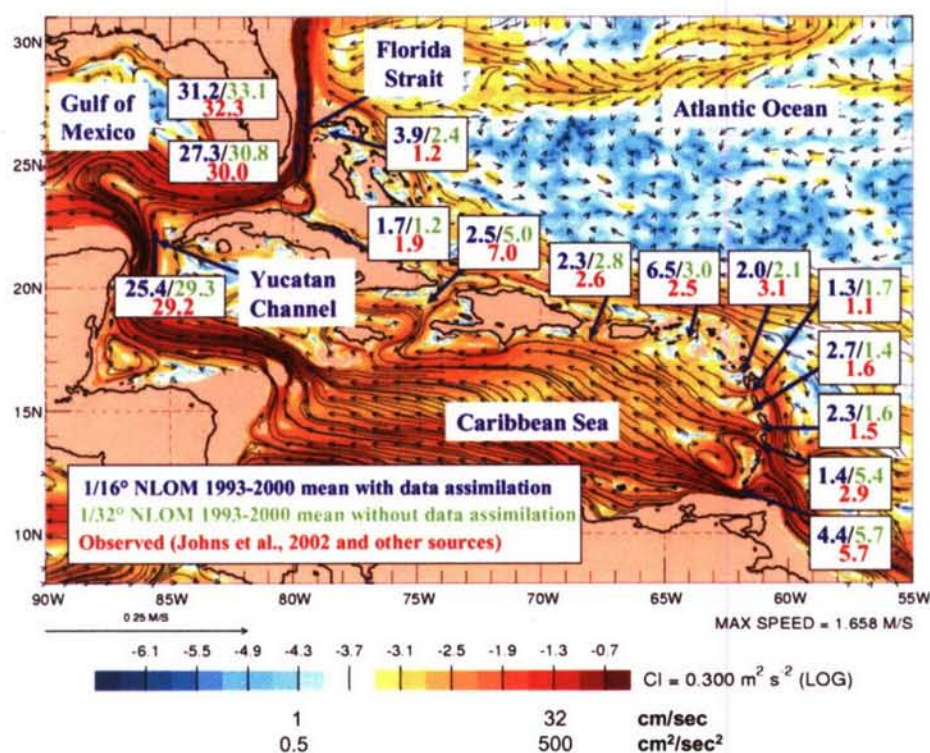 30N
25N
20N
15N
10N
Gulf of
Mexico
31.2/33.1
32.3
27.3/30.8
30.0
Florida
Strait
3.9/2.4
1.2
Atlantic Ocean
1.7/1.2
1.9
2.5/5.0
7.0
2.3/2.8
2.6
6.5/3.0
2.5
2.0/2.1
3.1
1.3/1.7
1.1
Yucatan
Channel
25.4/29.3
29.2
2.7/1.4
1.6
Caribbean Sea
2.3/1.6
1.5
1.4/5.4
2.9
4.4/5.7
5.7
1/16° NLOM 1993-2000 mean with data assimilation
1/32° NLOM 1993-2000 mean without data assimilation
Observed (Johns et al., 2002 and other sources)
90W 85W 80W 75W 70W 65W 60W 55W
0.25 M/S
MAX SPEED = 1.658 M/S
-6.1 -5.5 -4.9 -4.3 -3.7 -3.1 -2.5 -1.9 -1.3 -0.7
CI = 0.300 m² s⁻² (LOG)
1 32 cm/sec
0.5 500 cm²/sec²